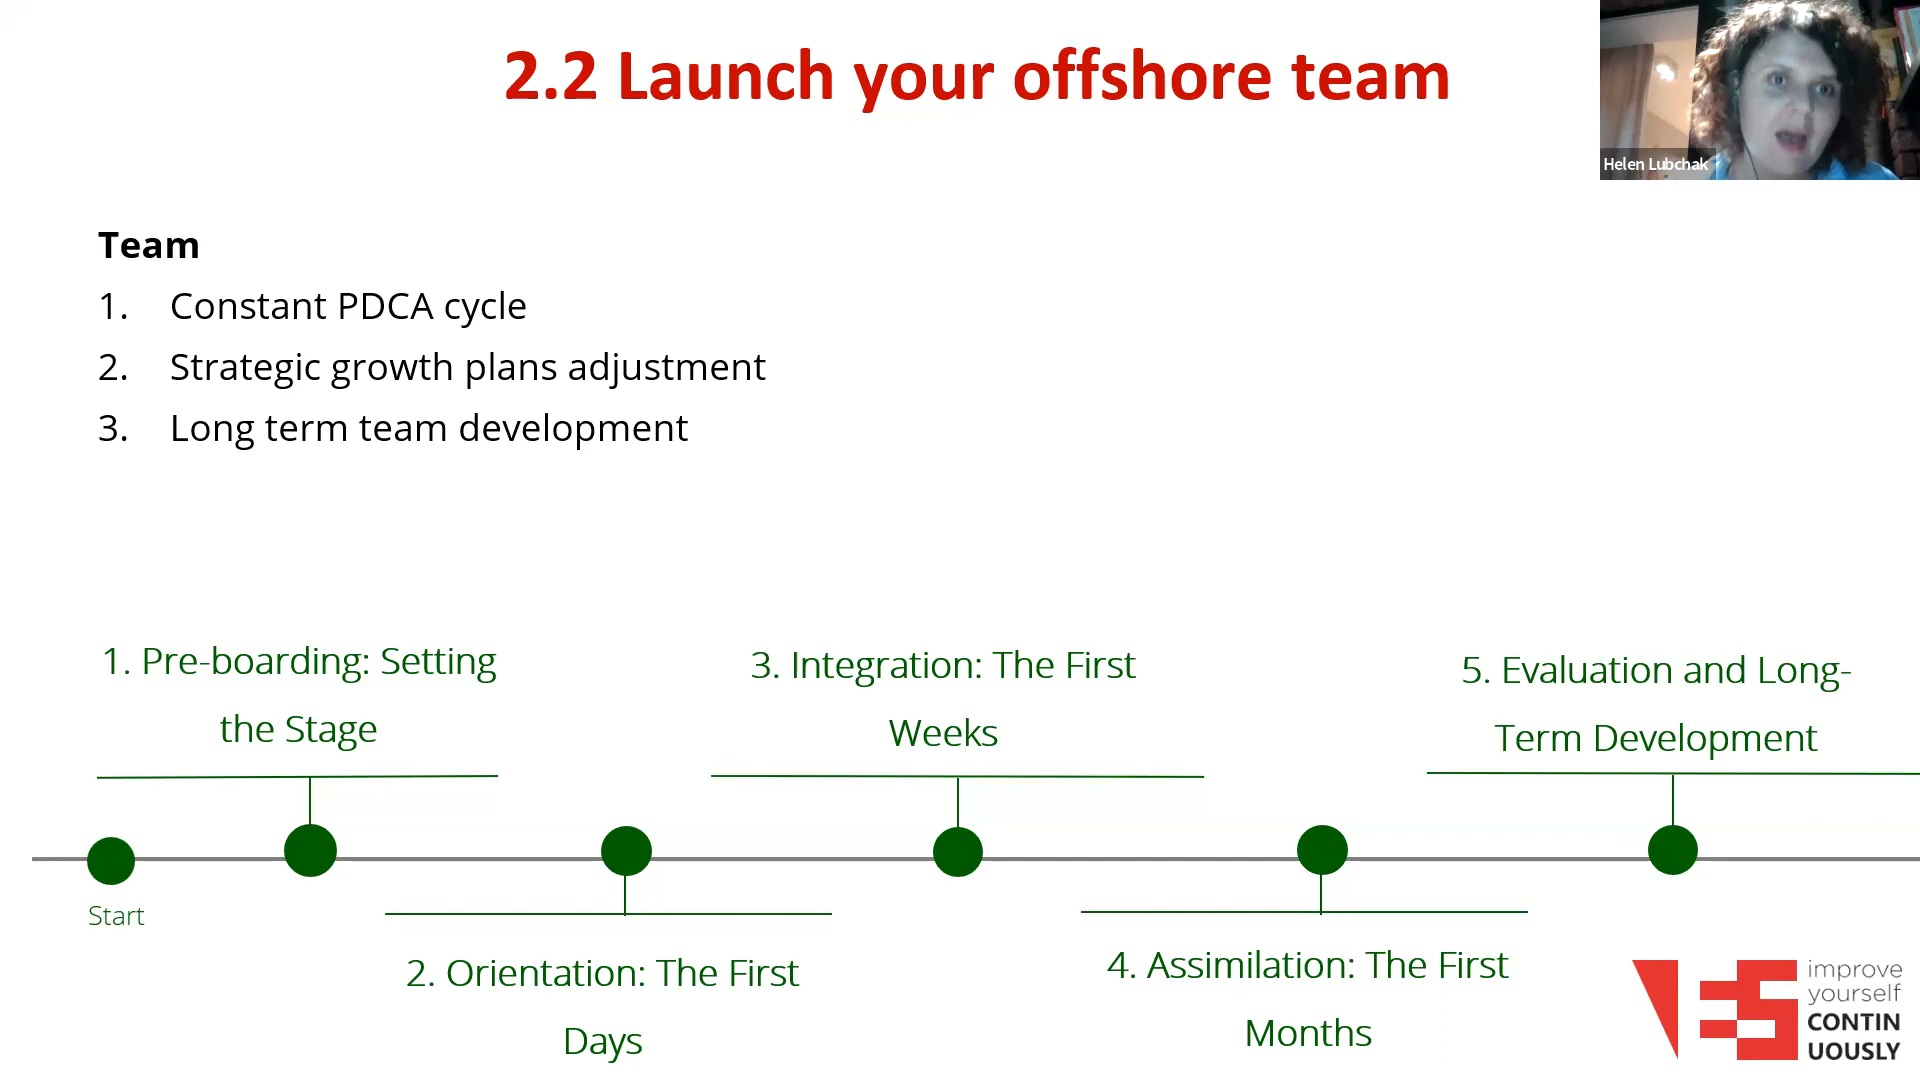 2.2 Launch your offshore team
Helen Lubchak
Team
1. Constant PDCA cycle
2. Strategic growth plans adjustment
3. Long term team development
1. Pre-boarding: Setting
the Stage
3. Integration: The First
Weeks
5. Evaluation and Long-
Term Development
Start
2. Orientation: The First
Days
4. Assimilation: The First
Months
improve
yourself
CONTIN
UOUSLY